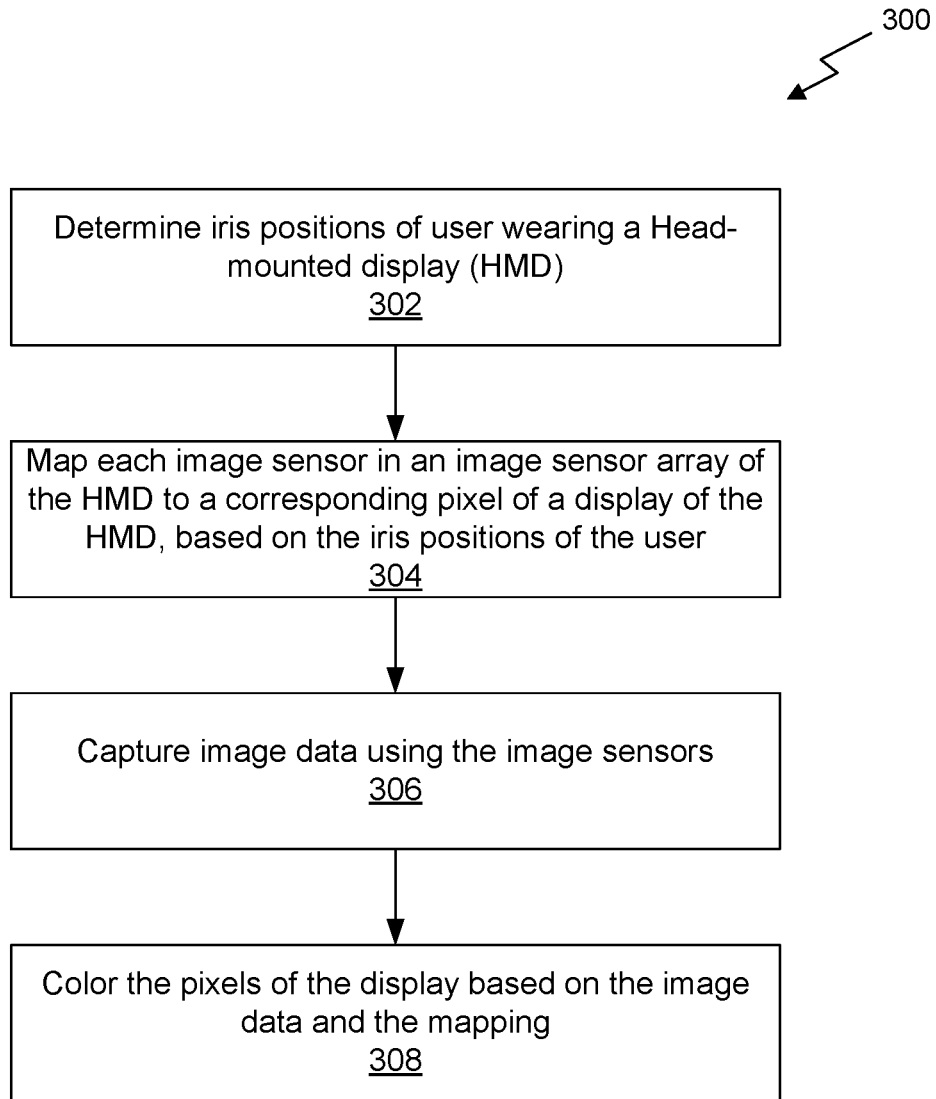 300
Determine iris positions of user wearing a Head-
mounted display (HMD)
302
Map each image sensor in an image sensor array of
the HMD to a corresponding pixel of a display of the
HMD, based on the iris positions of the user
304
Capture image data using the image sensors
306
Color the pixels of the display based on the image
data and the mapping
308